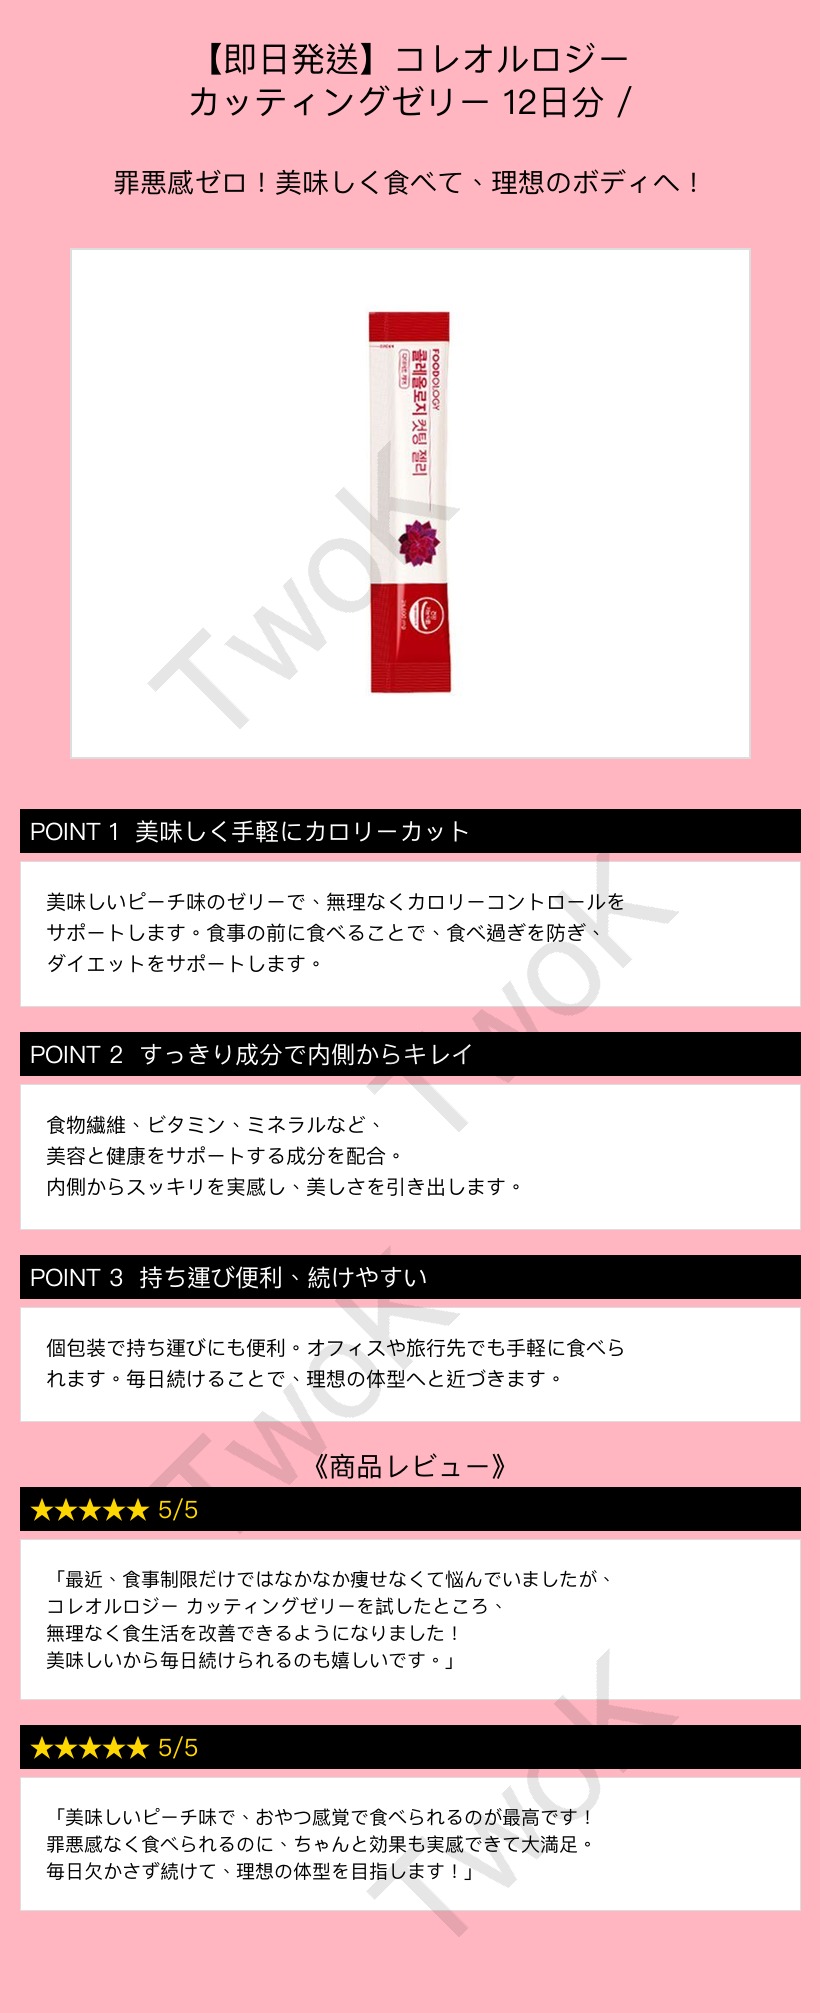 【即日発送】コレオルロジー
カッティングゼリー 12日分 /
罪悪感ゼロ！美味しく食べて、理想のボディへ！
FOODOLOGY
콜레올로지 컷팅 젤리
TwoK
POINT 1 美味しく手軽にカロリーカット
美味しいピーチ味のゼリーで、無理なくカロリーコントロールを
サポートします。食事の前に食べることで、食べ過ぎを防ぎ、
ダイエットをサポートします。
TwoK
POINT 2 すっきり成分で内側からキレイ
食物繊維、ビタミン、ミネラルなど、
美容と健康をサポートする成分を配合。
内側からスッキリを実感し、美しさを引き出します。
POINT 3 持ち運び便利、続けやすい
個包装で持ち運びにも便利。オフィスや旅行先でも手軽に食べら
れます。毎日続けることで、理想の体型へと近づきます。
TwoK
《商品レビュー》
★★★★★ 5/5
「最近、食事制限だけではなかなか痩せなくて悩んでいましたが、
コレオルロジー カッティングゼリーを試したところ、
無理なく食生活を改善できるようになりました！
美味しいから毎日続けられるのも嬉しいです。」
★★★★★ 5/5
「美味しいピーチ味で、おやつ感覚で食べられるのが最高です！
罪悪感なく食べられるのに、ちゃんと効果も実感できて大満足。
毎日欠かさず続けて、理想の体型を目指します！」
TwoK